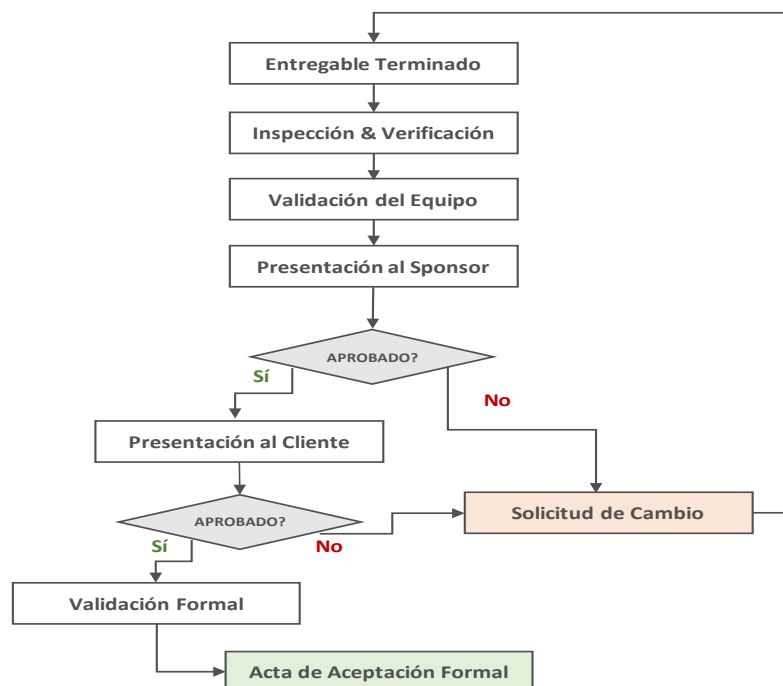 Entregable Terminado
Inspección & Verificación
Validación del Equipo
Presentación al Sponsor
APROBADO?
Sí
No
Presentación al Cliente
APROBADO?
Solicitud de Cambio
Sí
No
Validación Formal
Acta de Aceptación Formal